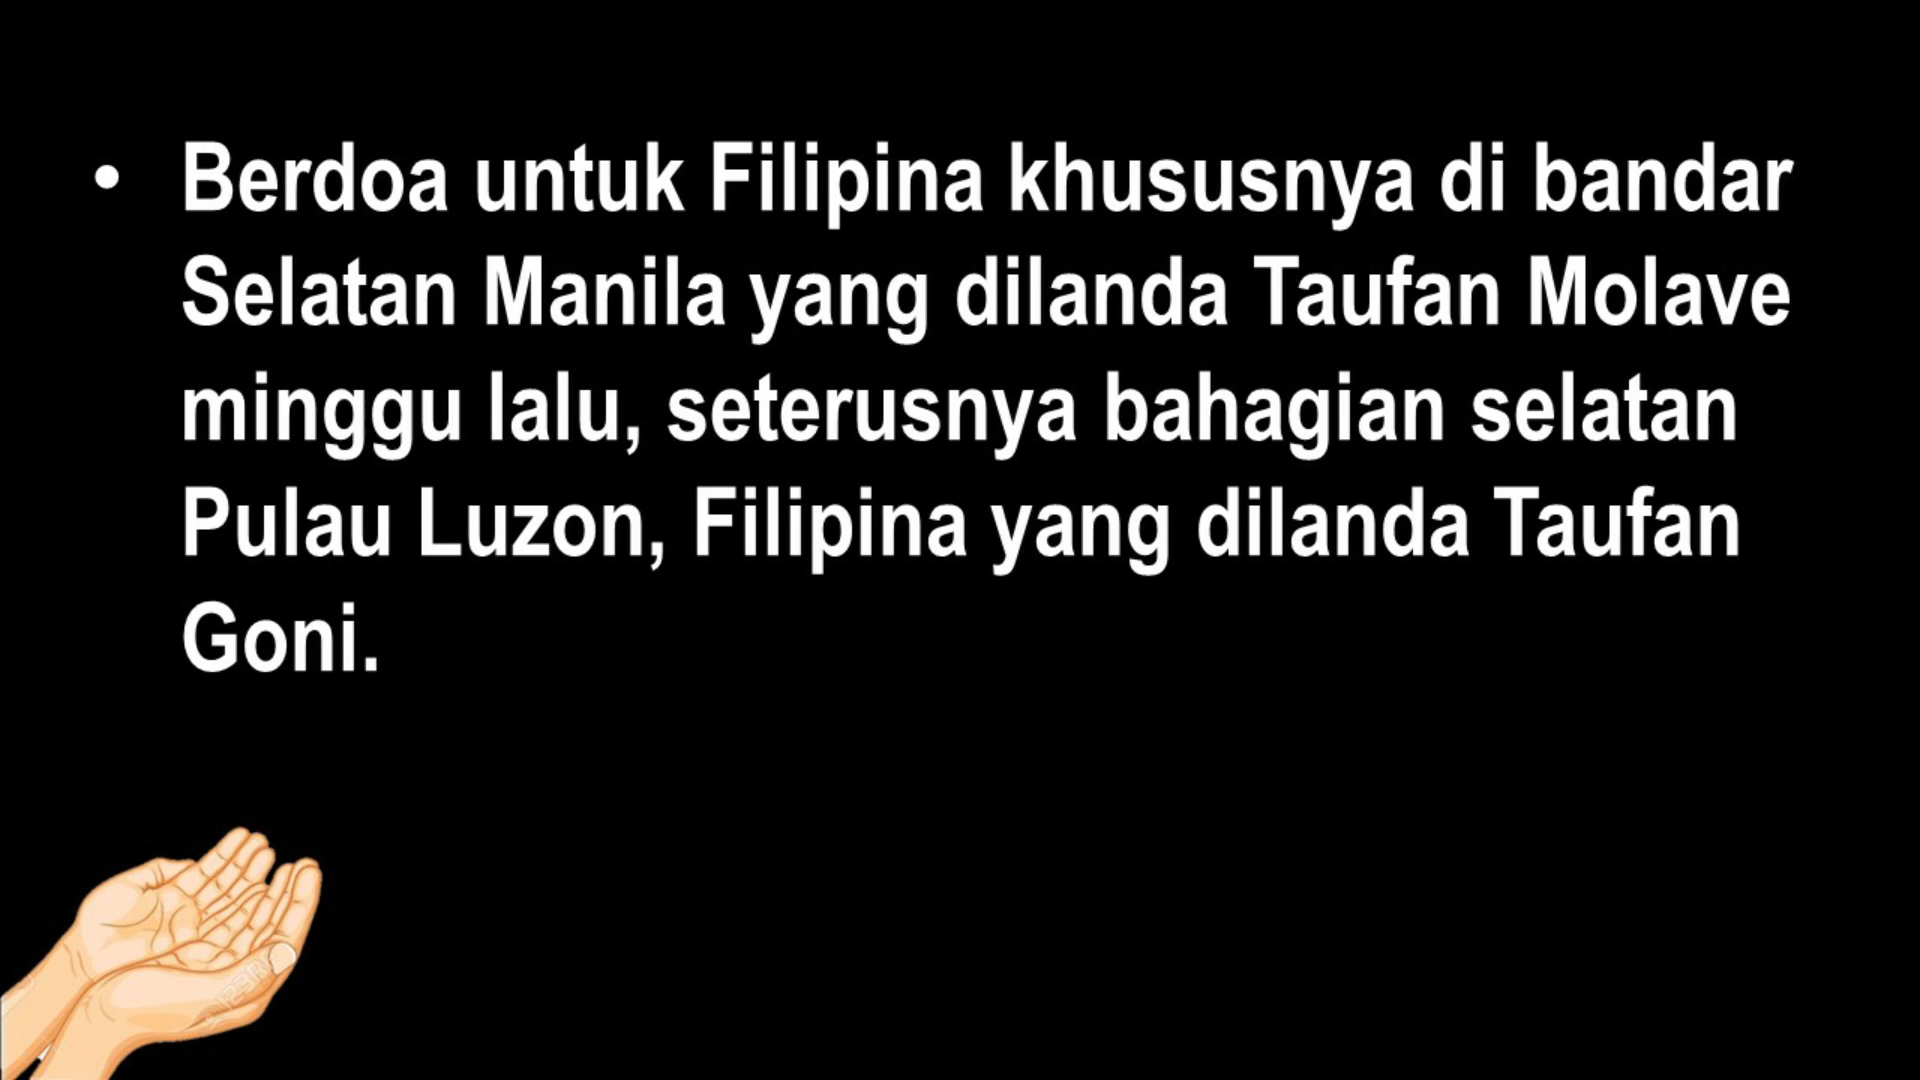 • Berdoa untuk Filipina khususnya di bandar
Selatan Manila yang dilanda Taufan Molave
minggu lalu, seterusnya bahagian selatan
Pulau Luzon, Filipina yang dilanda Taufan
Goni.